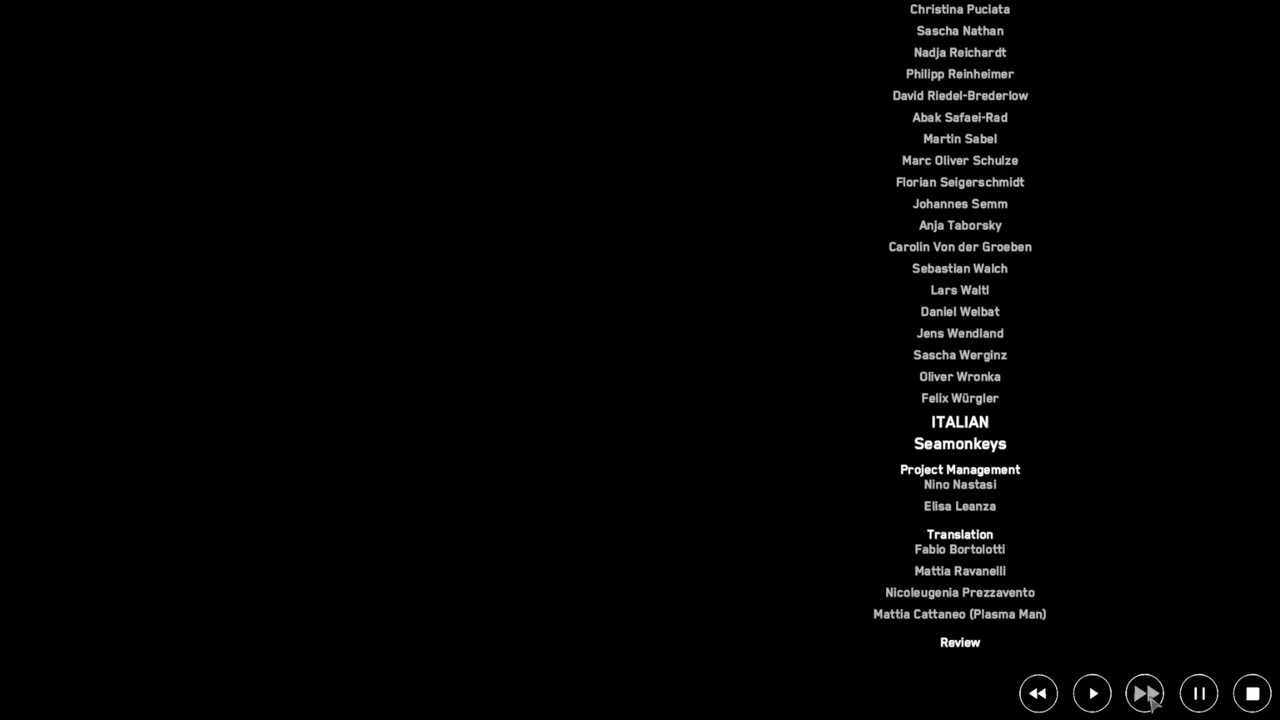 Christina Puciata
Sascha Nathan
Nadja Reichardt
Philipp Reinheimer
David Riedel-Brederlow
Abak Safaei-Rad
Martin Sabel
Marc Oliver Schulze
Florian Seigerschmidt
Johannes Semm
Anja Taborsky
Carolin Von der Groeben
Sebastian Walch
Lars Waltl
Daniel Welbat
Jens Wendland
Sascha Werginz
Oliver Wronka
Felix Würgler
ITALIAN
Seamonkeys
Project Management
Nino Nastasi
Elisa Leanza
Translation
Fabio Bortolotti
Mattia Ravanelli
Nicoleugenia Prezzavento
Mattia Cattaneo (Plasma Man)
Review